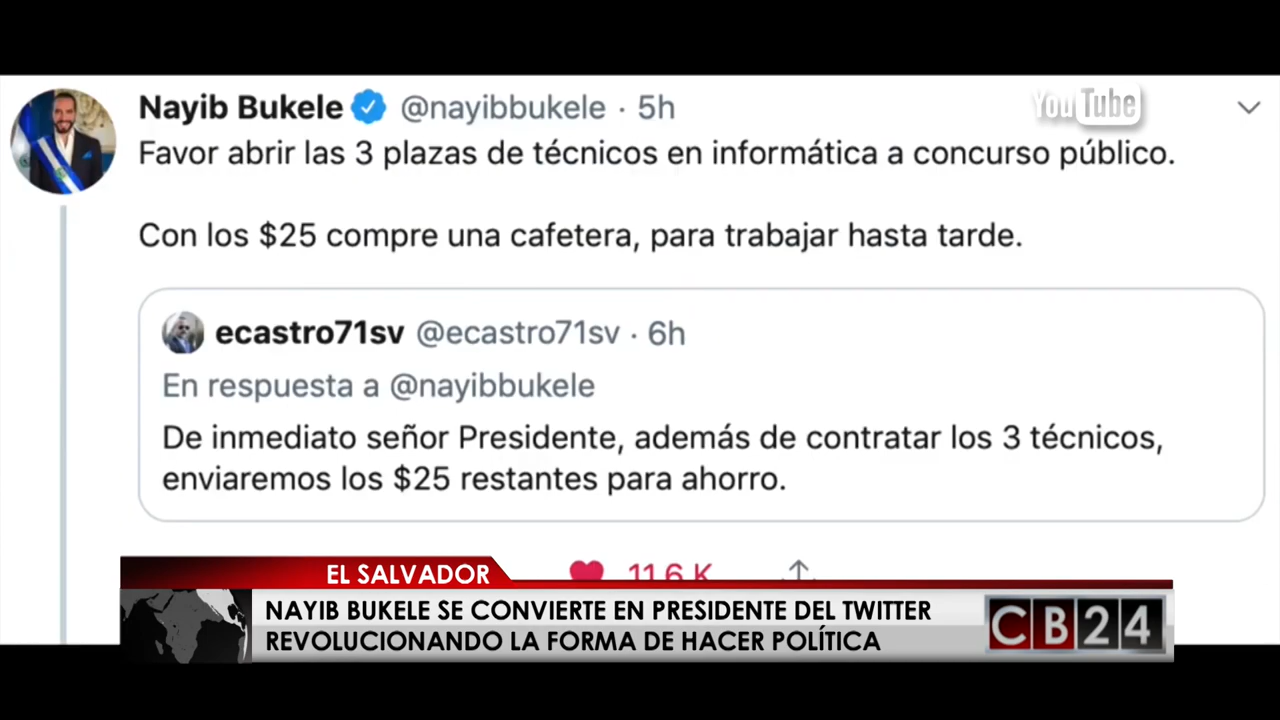 Nayib Bukele @nayibbukele · 5h
YouTube
Favor abrir las 3 plazas de técnicos en informática a concurso público.
Con los $25 compre una cafetera, para trabajar hasta tarde.
ecastro71sv @ecastro71sv · 6h
En respuesta a @nayibbukele
De inmediato señor Presidente, además de contratar los 3 técnicos,
enviaremos los $25 restantes para ahorro.
11.6 K
EL SALVADOR
NAYIB BUKELE SE CONVIERTE EN PRESIDENTE DEL TWITTER
REVOLUCIONANDO LA FORMA DE HACER POLÍTICA
CB24